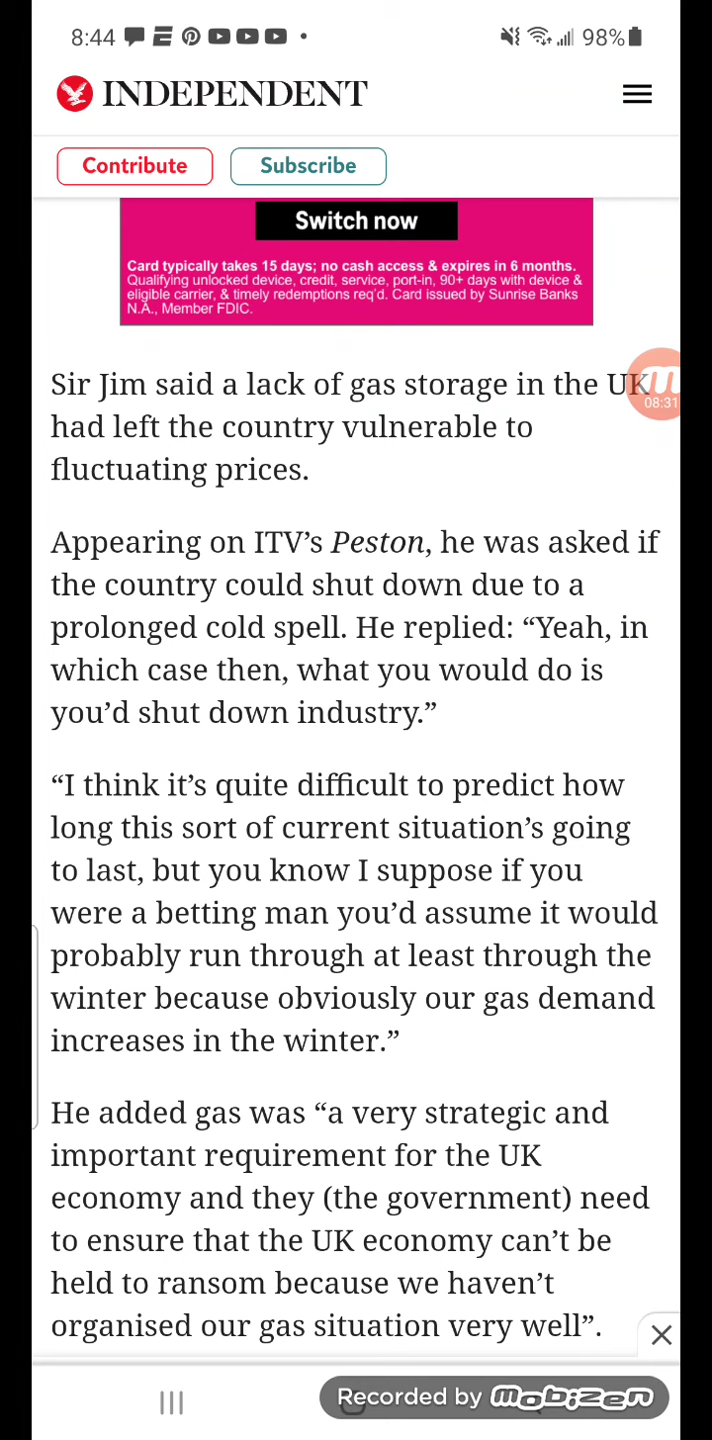 8:44
98%
INDEPENDENT
Contribute
Subscribe
Switch now
Card typically takes 15 days; no cash access & expires in 6 months.
Qualifying unlocked device, credit, service, port-in, 90+ days with device &
eligible carrier, & timely redemptions req'd. Card issued by Sunrise Banks
N.A., Member FDIC.
Sir Jim said a lack of gas storage in the UK
08:31
had left the country vulnerable to
fluctuating prices.
Appearing on ITV’s Peston, he was asked if
the country could shut down due to a
prolonged cold spell. He replied: “Yeah, in
which case then, what you would do is
you’d shut down industry.”
“I think it’s quite difficult to predict how
long this sort of current situation’s going
to last, but you know I suppose if you
were a betting man you’d assume it would
probably run through at least through the
winter because obviously our gas demand
increases in the winter.”
He added gas was “a very strategic and
important requirement for the UK
economy and they (the government) need
to ensure that the UK economy can’t be
held to ransom because we haven’t
organised our gas situation very well”.
Recorded by mobizen